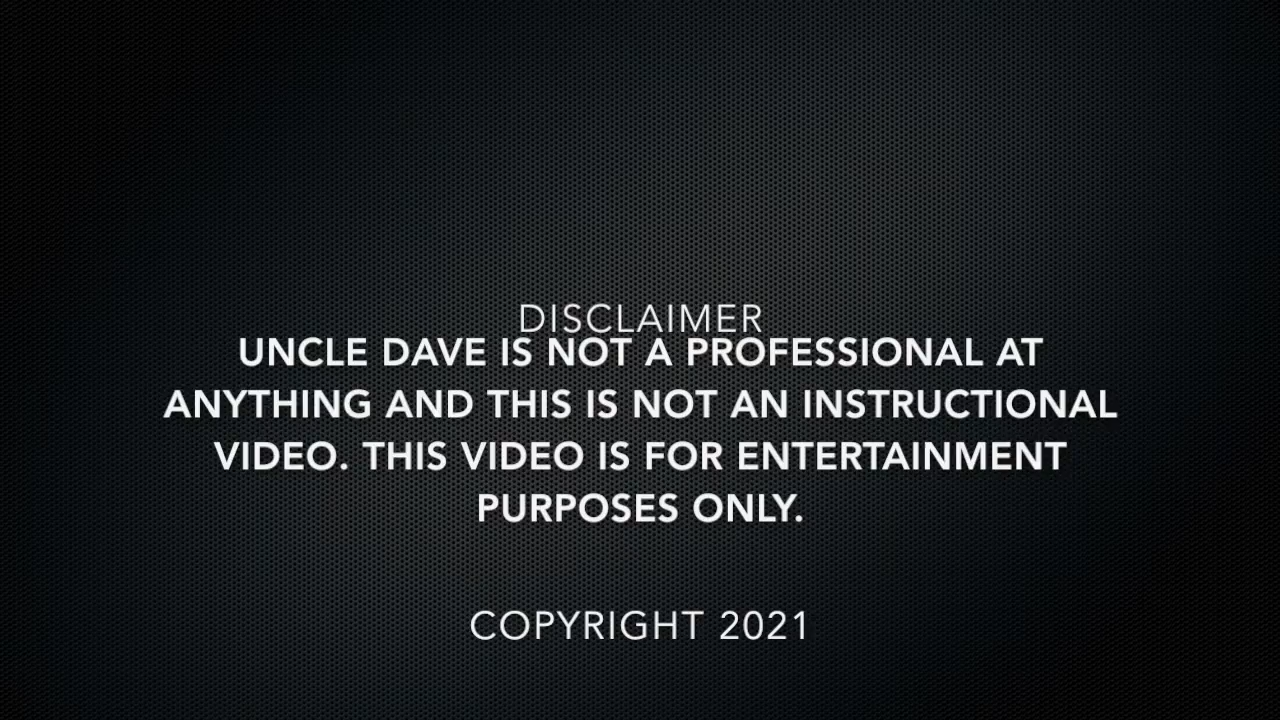 DISCLAIMER
UNCLE DAVE IS NOT A PROFESSIONAL AT
ANYTHING AND THIS IS NOT AN INSTRUCTIONAL
VIDEO. THIS VIDEO IS FOR ENTERTAINMENT
PURPOSES ONLY.
COPYRIGHT 2021